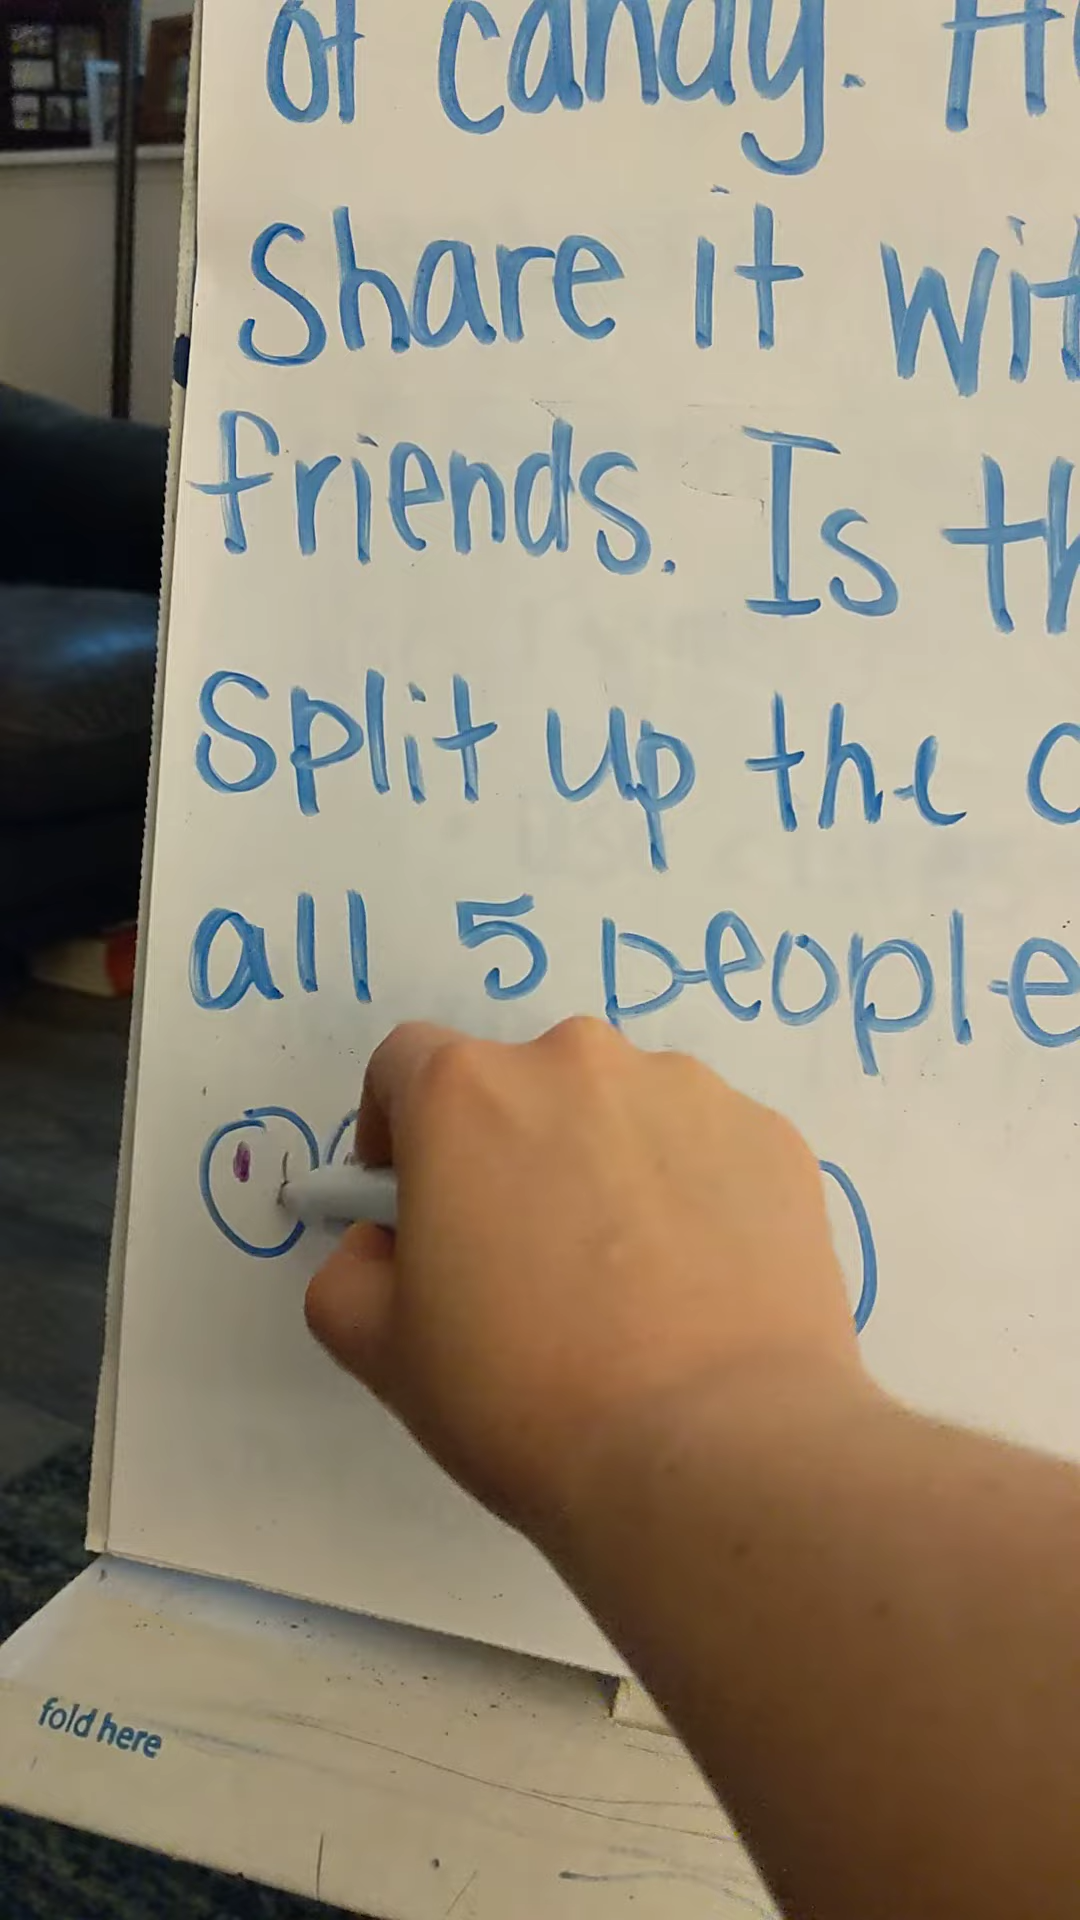 of candy.
share it
friends. Is
split up the
all 5 people
fold here